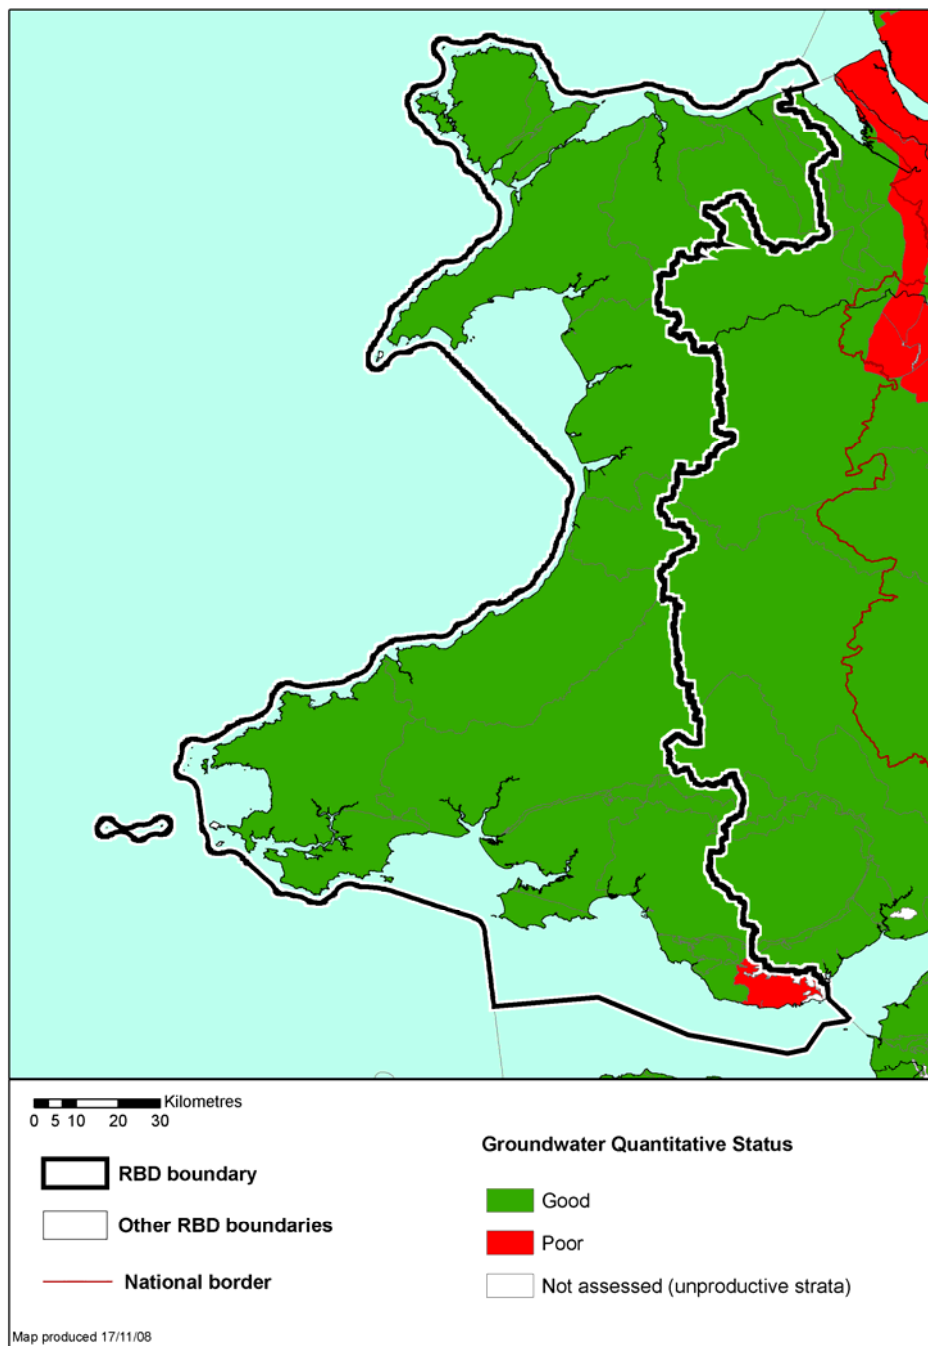 Kilometres
0 5 10 20 30
RBD boundary
Other RBD boundaries
National border
Groundwater Quantitative Status
Good
Poor
Not assessed (unproductive strata)
Map produced 17/11/08